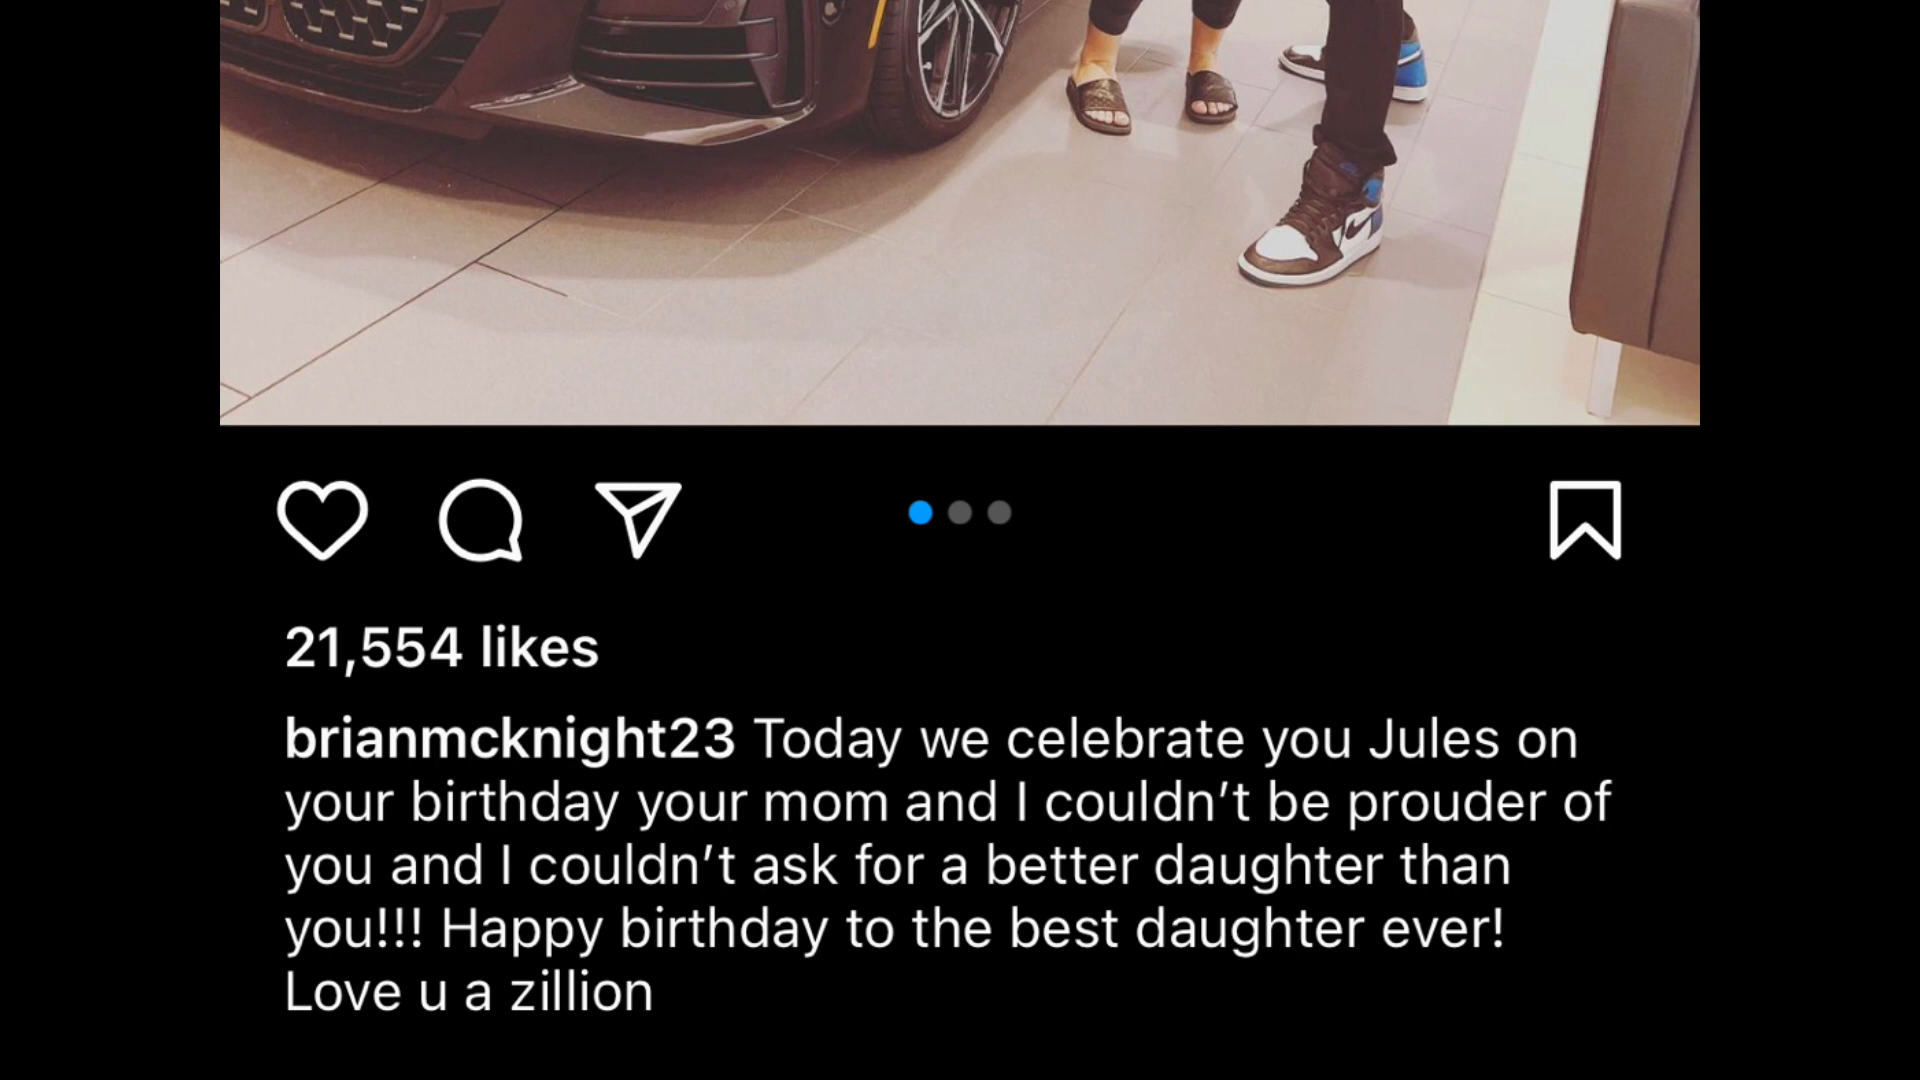 21,554 likes
brianmcknight23 Today we celebrate you Jules on
your birthday your mom and I couldn’t be prouder of
you and I couldn’t ask for a better daughter than
you!!! Happy birthday to the best daughter ever!
Love u a zillion